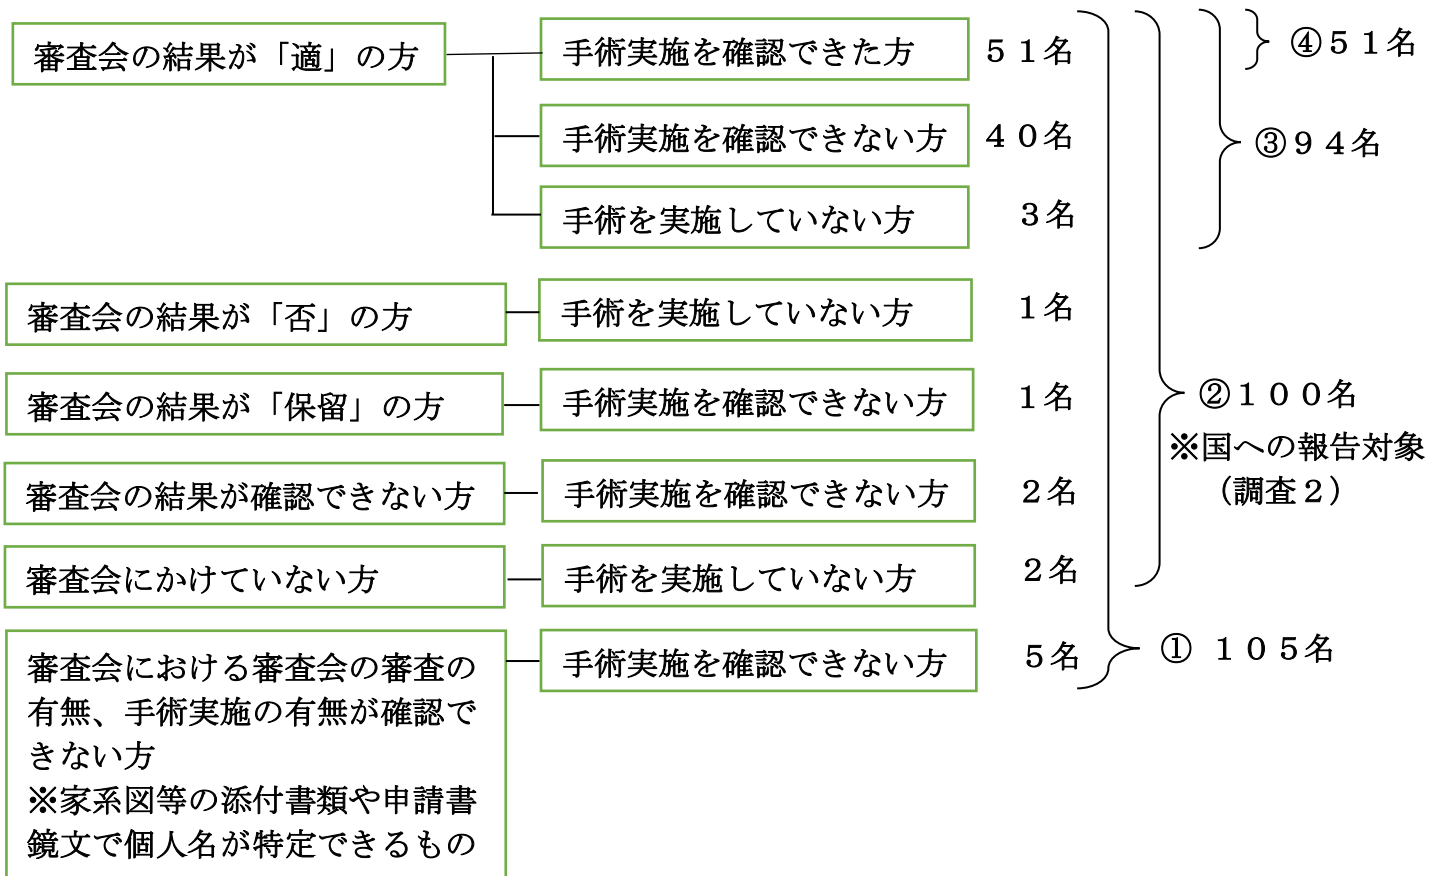 審査会の結果が「適」の方
手術実施を確認できた方
５１名
④５１名
手術実施を確認できない方
４０名
③９４名
手術を実施していない方
３名
審査会の結果が「否」の方
手術を実施していない方
１名
審査会の結果が「保留」の方
手術実施を確認できない方
１名
②１００名
※国への報告対象
（調査２）
審査会の結果が確認できない方
手術実施を確認できない方
２名
審査会にかけていない方
手術を実施していない方
２名
審査会における審査会の審査の
有無、手術実施の有無が確認で
きない方
※家系図等の添付書類や申請書
鏡文で個人名が特定できるもの
手術実施を確認できない方
５名
① １０５名